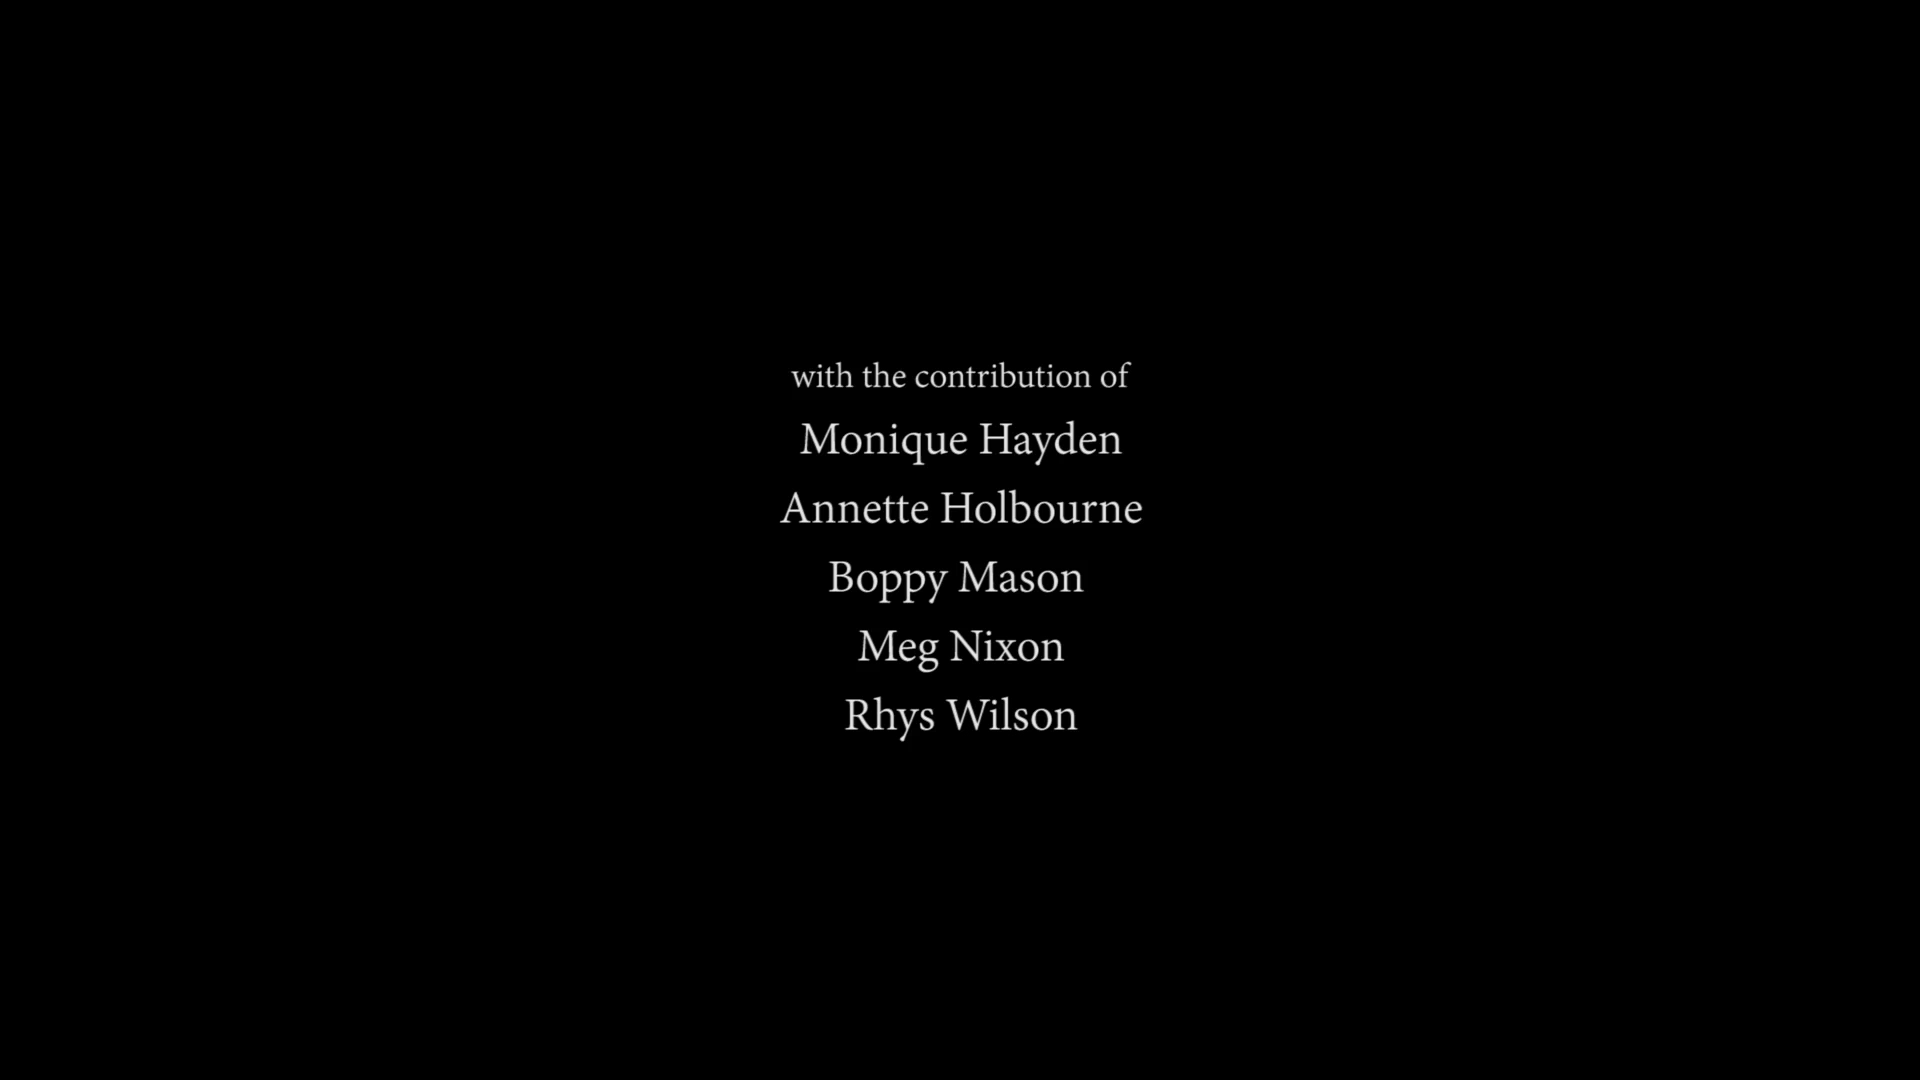 with the contribution of
Monique Hayden
Annette Holbourne
Boppy Mason
Meg Nixon
Rhys Wilson